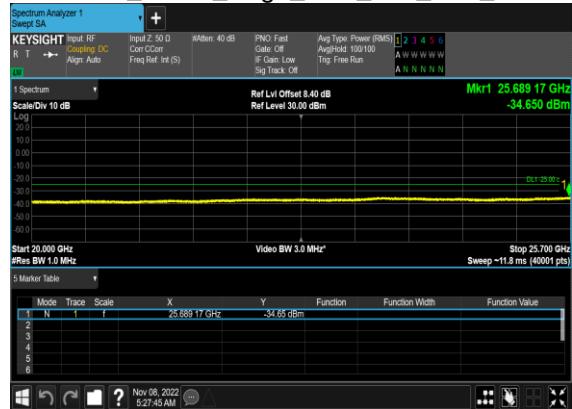 Spectrum Analyzer 1
Swept SA
KEYSIGHT Input: RF Input Z: 50 Ω #Atten: 40 dB PNO: Fast Avg Type: Power (RMS) 1 2 3 4 5 6
R T Coupling: DC Corr CCorr Gate: Off Avg|Hold: 100/100 A W W W W W
Align: Auto Freq Ref: Int (S) IF Gain: Low Trig: Free Run
Sig Track: Off A N N N N N
1 Spectrum Ref Lvl Offset 8.40 dB Mkr1 25.689 17 GHz
Scale/Div 10 dB Ref Level 30.00 dBm -34.650 dBm
Log
20.0
10.0
0.00
-10.0
-20.0 DL1 -25.00
-30.0 1
-40.0
-50.0
-60.0
Start 20.000 GHz Video BW 3.0 MHz* Stop 25.700 GHz
#Res BW 1.0 MHz Sweep ~11.8 ms (40001 pts)
5 Marker Table
Mode Trace Scale X Y Function Function Width Function Value
1 N 1 f 25.689 17 GHz -34.65 dBm
2
3
4
5
6
? Nov 08, 2022
5:27:45 AM